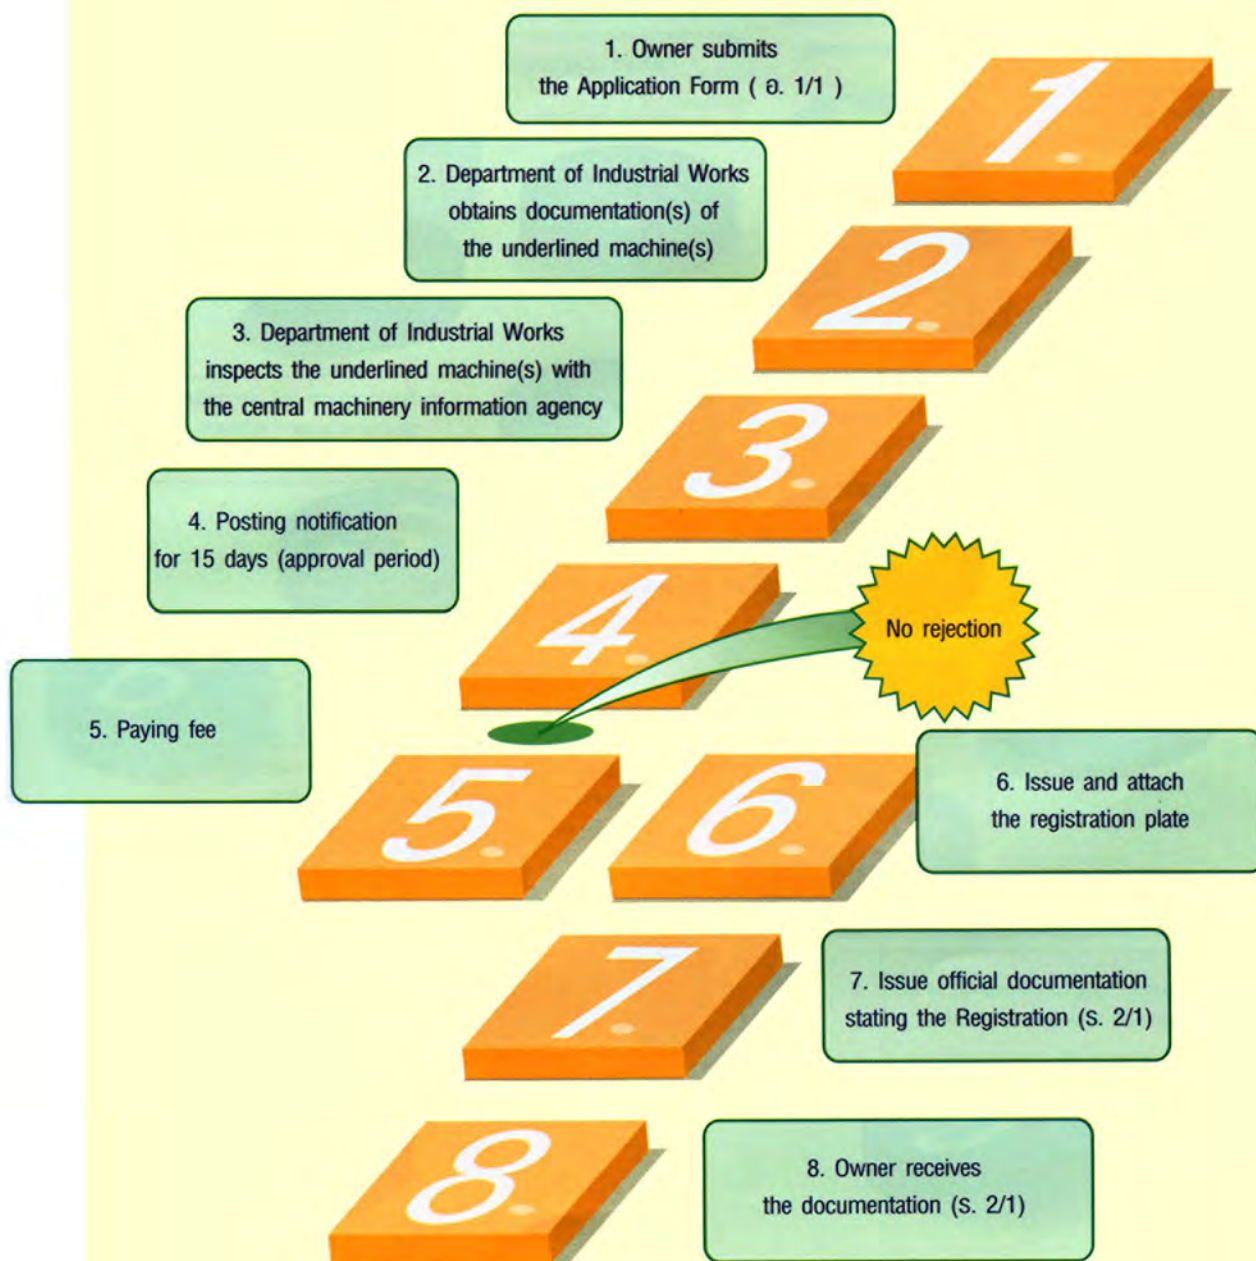 1. Owner submits
the Application Form ( อ. 1/1 )
1.
2. Department of Industrial Works
obtains documentation(s) of
the underlined machine(s)
2.
3. Department of Industrial Works
inspects the underlined machine(s) with
the central machinery information agency
3.
4. Posting notification
for 15 days (approval period)
4.
No rejection
5. Paying fee
5.
6.
6. Issue and attach
the registration plate
7.
7. Issue official documentation
stating the Registration (ร. 2/1)
8.
8. Owner receives
the documentation (ร. 2/1)